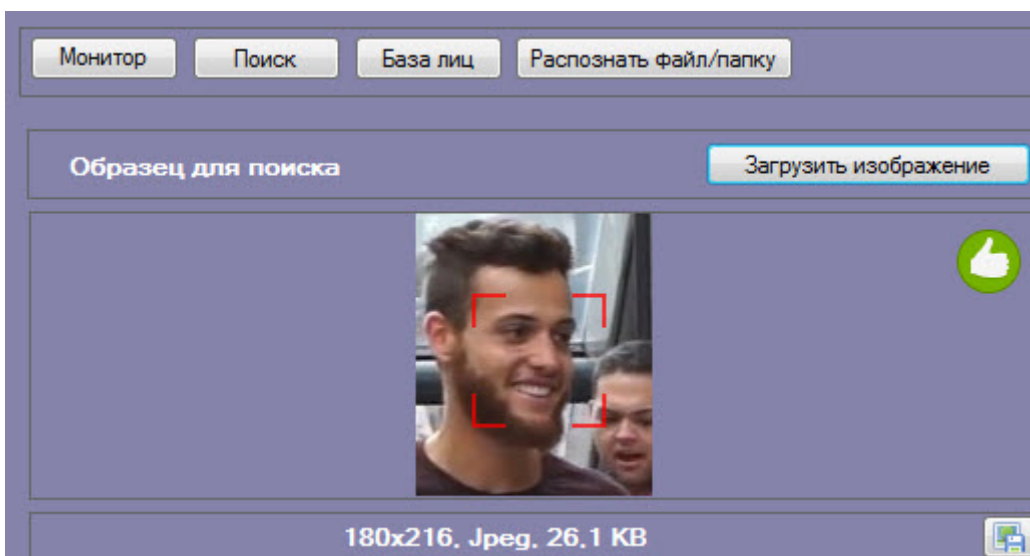 Монитор Поиск База лиц Распознать файл/папку
Образец для поиска Загрузить изображение
180x216, Jpeg, 26,1 KB